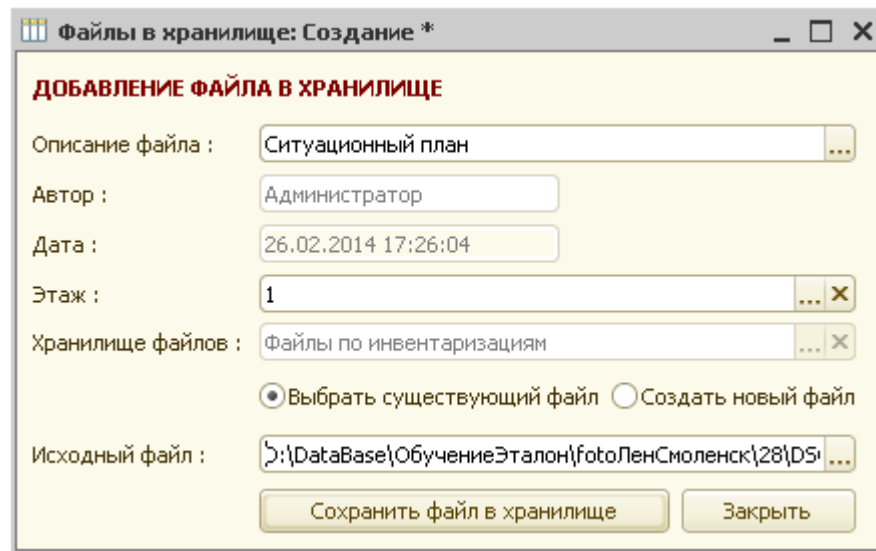 Файлы в хранилище: Создание *
ДОБАВЛЕНИЕ ФАЙЛА В ХРАНИЛИЩЕ
Описание файла : Ситуационный план ...
Автор : Администратор
Дата : 26.02.2014 17:26:04
Этаж : 1 ...
Хранилище файлов : Файлы по инвентаризациям ...
Выбрать существующий файл Создать новый файл
Исходный файл : :\DataBase\ОбучениеЭталон\fotoЛенСмоленск\28\DS ...
Сохранить файл в хранилище Закрыть